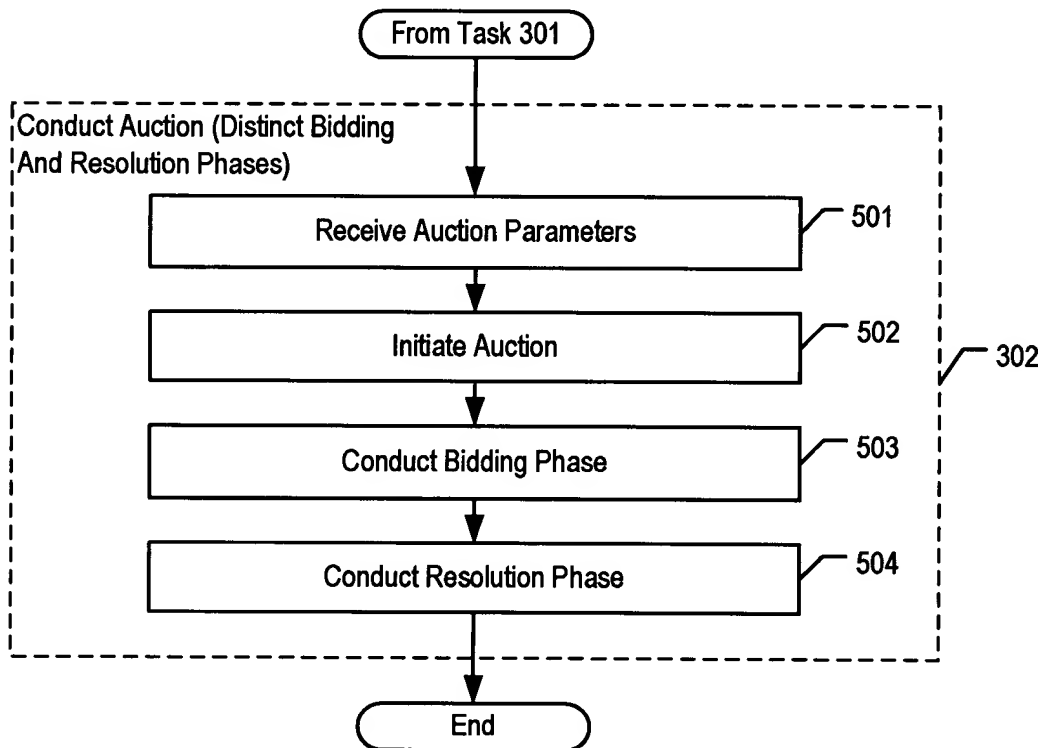 From Task 301
Conduct Auction (Distinct Bidding
And Resolution Phases)
Receive Auction Parameters
501
Initiate Auction
502
302
Conduct Bidding Phase
503
Conduct Resolution Phase
504
End